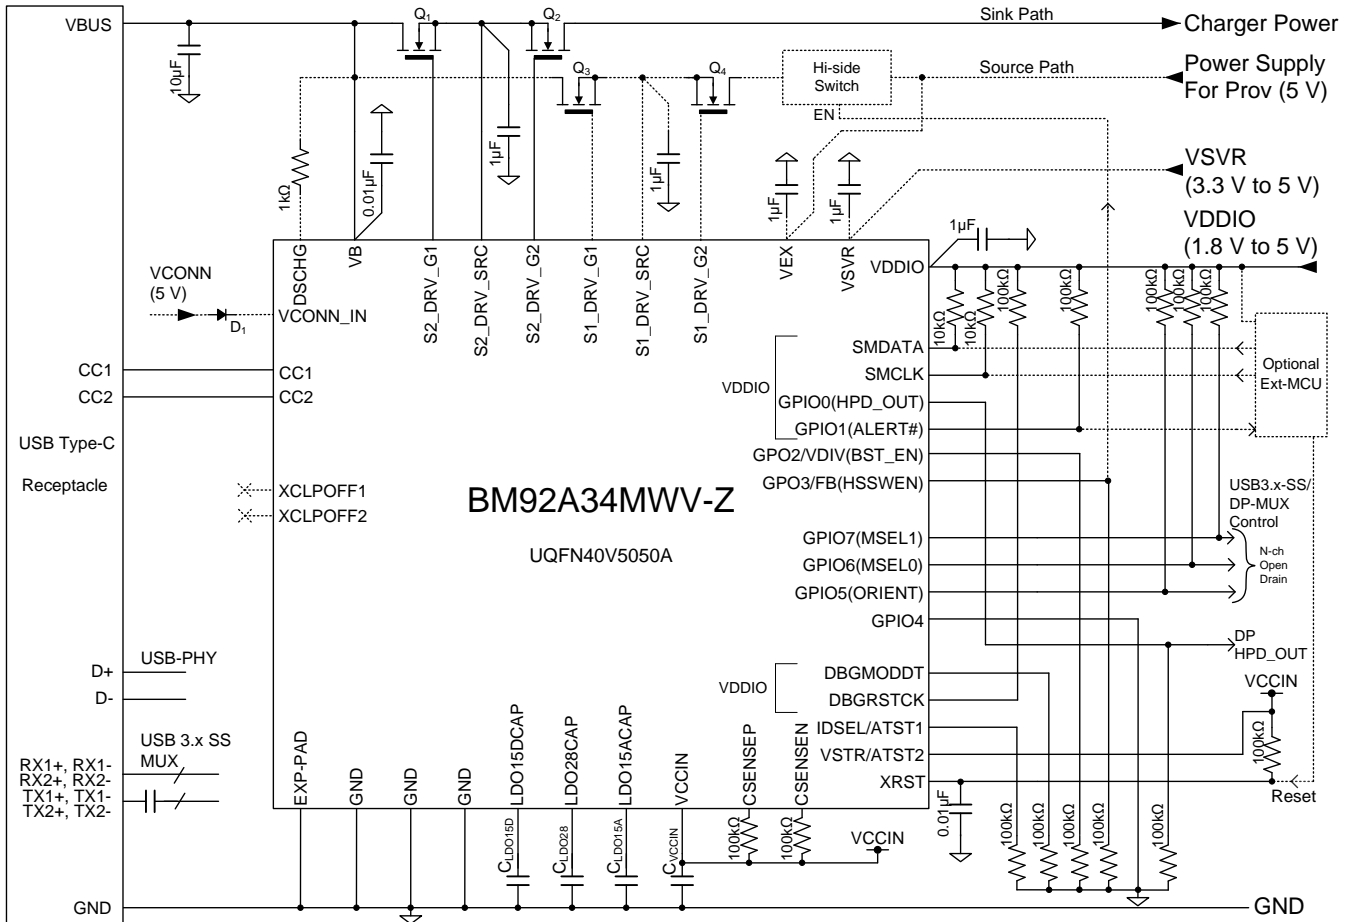 VBUS
10µF
Q1
Q2
Sink Path
Charger Power
Q3
Q4
Hi-side
Switch
EN
Source Path
Power Supply
For Prov (5 V)
1kΩ
0.01µF
1µF
1µF
1µF
1µF
VSVR
(3.3 V to 5 V)
VDDIO
(1.8 V to 5 V)
1µF
VCONN
(5 V)
D1
DSCHG
VB
S2_DRV_G1
S2_DRV_SRC
S2_DRV_G2
S1_DRV_G1
S1_DRV_SRC
S1_DRV_G2
VEX
VSVR
VDDIO
VCONN_IN
10kΩ
10kΩ
100kΩ
100kΩ
100kΩ
100kΩ
100kΩ
CC1
CC2
CC1
CC2
USB Type-C
Receptacle
XCLPOFF1
XCLPOFF2
BM92A34MWV-Z
UQFN40V5050A
VDDIO
SMDATA
SMCLK
GPIO0(HPD_OUT)
GPIO1(ALERT#)
GPO2/VDIV(BST_EN)
GPO3/FB(HSSWEN)
GPIO7(MSEL1)
GPIO6(MSEL0)
GPIO5(ORIENT)
GPIO4
Optional
Ext-MCU
USB3.x-SS/
DP-MUX
Control
N-ch
Open
Drain
DP
HPD_OUT
VDDIO
DBGMODDT
DBGRSTCK
IDSEL/ATST1
VSTR/ATST2
XRST
VCCIN
100kΩ
Reset
D+
D-
USB-PHY
USB 3.x SS
MUX
RX1+, RX1-
RX2+, RX2-
TX1+, TX1-
TX2+, TX2-
EXP-PAD
GND
GND
GND
LDO15DCAP
LDO28CAP
LDO15ACAP
VCCIN
CSENSEP
CSENSEN
CLDO15D
CLDO28
CLDO15A
CVCCIN
100kΩ
100kΩ
VCCIN
0.01µF
100kΩ
100kΩ
100kΩ
100kΩ
100kΩ
GND
GND